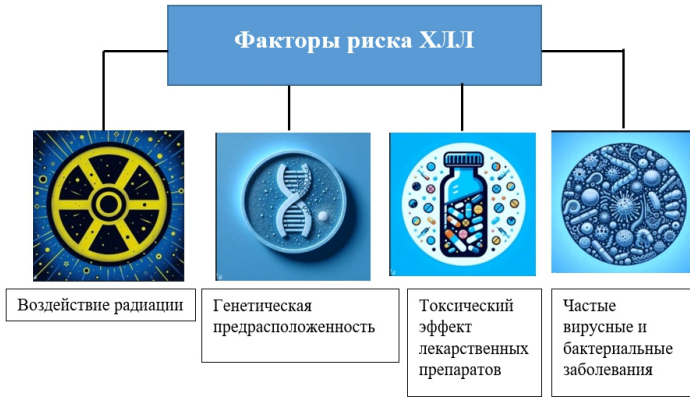 Факторы риска ХЛЛ
Воздействие радиации
Генетическая
предрасположенность
Токсический
эффект
лекарственных
препаратов
Частые
вирусные и
бактериальные
заболевания